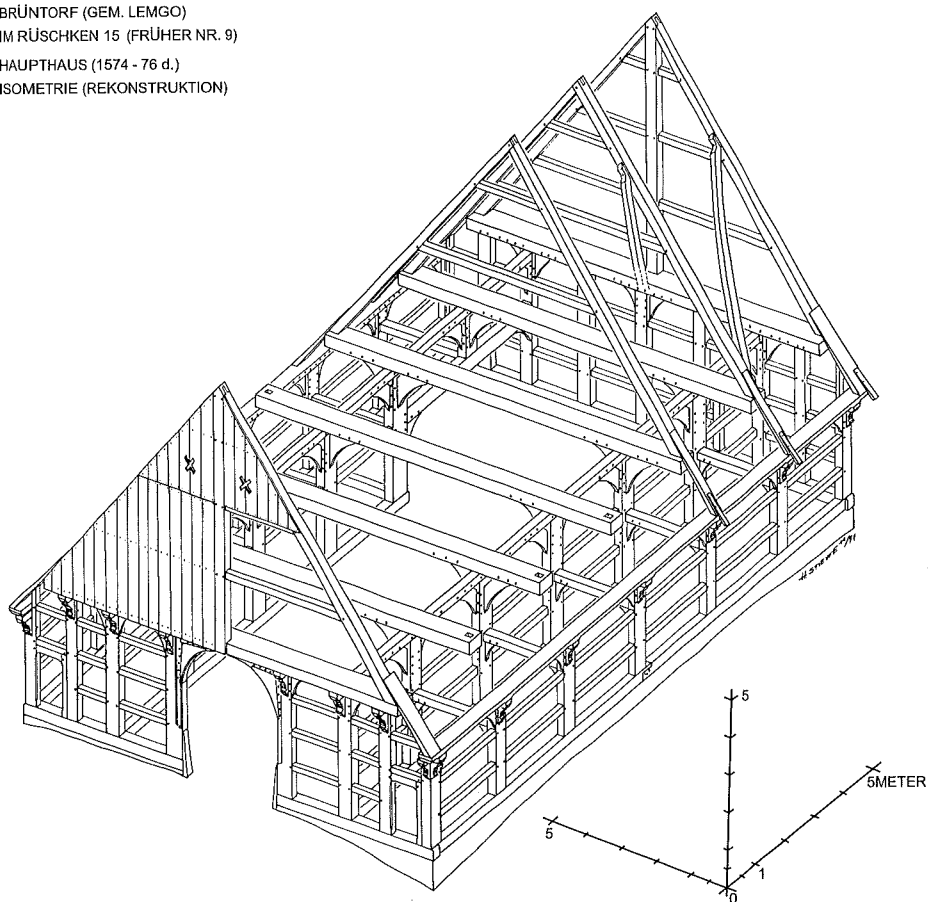 BRÜNTORF (GEM. LEMGO)
IM RÜSCHKEN 15 (FRÜHER NR. 9)
HAUPTHAUS (1574 - 76 d.)
ISOMETRIE (REKONSTRUKTION)
H. STIEWE
5
5METER
5
1
0